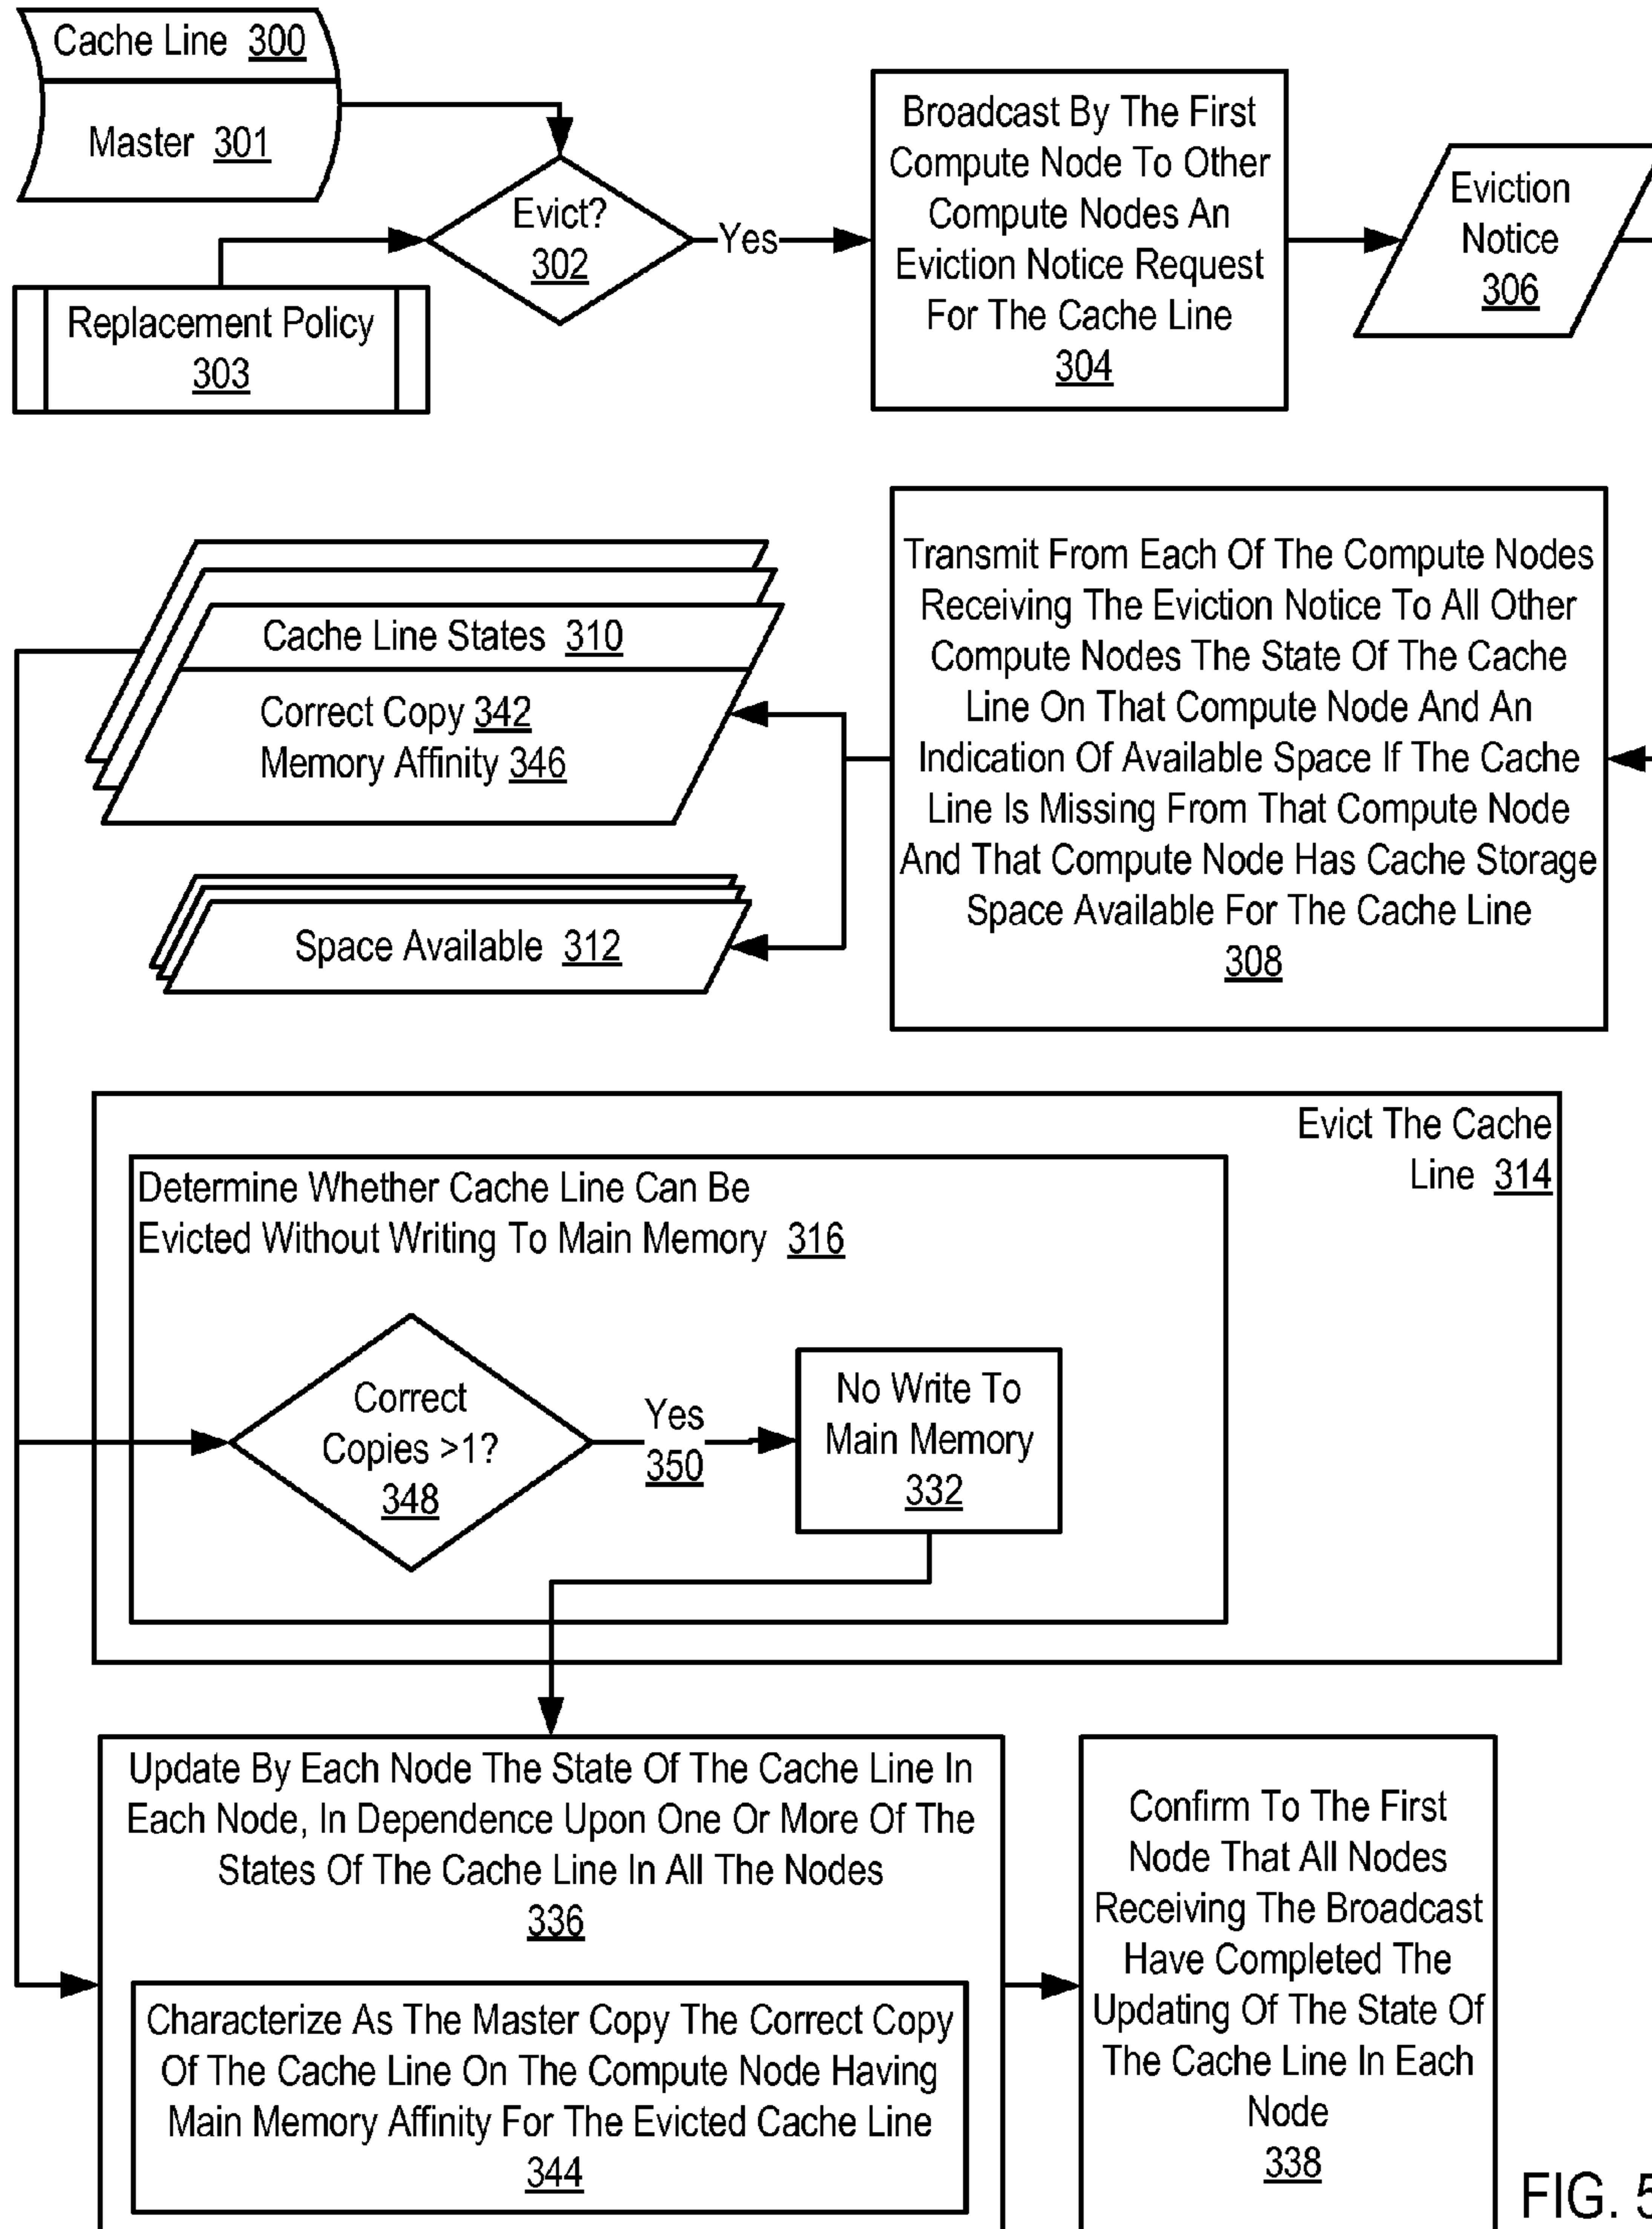 Cache Line 300
Master 301
Evict?
302
Yes
Replacement Policy
303
Broadcast By The First
Compute Node To Other
Compute Nodes An
Eviction Notice Request
For The Cache Line
304
Eviction
Notice
306
Transmit From Each Of The Compute Nodes
Receiving The Eviction Notice To All Other
Compute Nodes The State Of The Cache
Line On That Compute Node And An
Indication Of Available Space If The Cache
Line Is Missing From That Compute Node
And That Compute Node Has Cache Storage
Space Available For The Cache Line
308
Cache Line States 310
Correct Copy 342
Memory Affinity 346
Space Available 312
Evict The Cache
Line 314
Determine Whether Cache Line Can Be
Evicted Without Writing To Main Memory 316
Correct
Copies >1?
348
Yes
350
No Write To
Main Memory
332
Update By Each Node The State Of The Cache Line In
Each Node, In Dependence Upon One Or More Of The
States Of The Cache Line In All The Nodes
336
Characterize As The Master Copy The Correct Copy
Of The Cache Line On The Compute Node Having
Main Memory Affinity For The Evicted Cache Line
344
Confirm To The First
Node That All Nodes
Receiving The Broadcast
Have Completed The
Updating Of The State Of
The Cache Line In Each
Node
338
FIG. 5